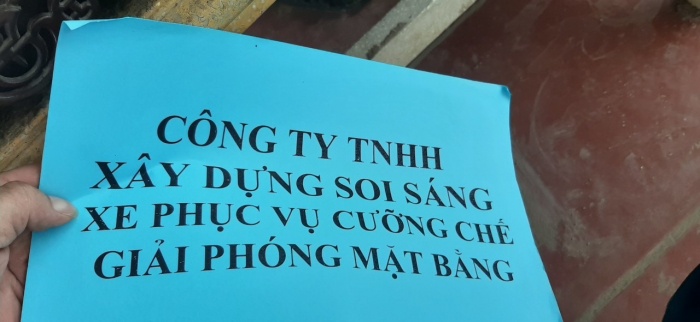 CÔNG TY TNHH
XÂY DỰNG SOI SÁNG
XE PHỤC VỤ CƯỠNG CHẾ
GIẢI PHÓNG MẶT BẰNG